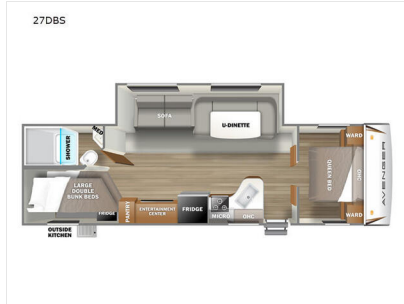 27DBS
SOFA
U-DINETTE
MED
SHOWER
WARD
QUEEN BED
OHC
AVENGER
WARD
LARGE
DOUBLE
BUNK BEDS
FRIDGE
PANTRY
ENTERTAINMENT
CENTER
FRIDGE
MICRO
OHC
OUTSIDE
KITCHEN